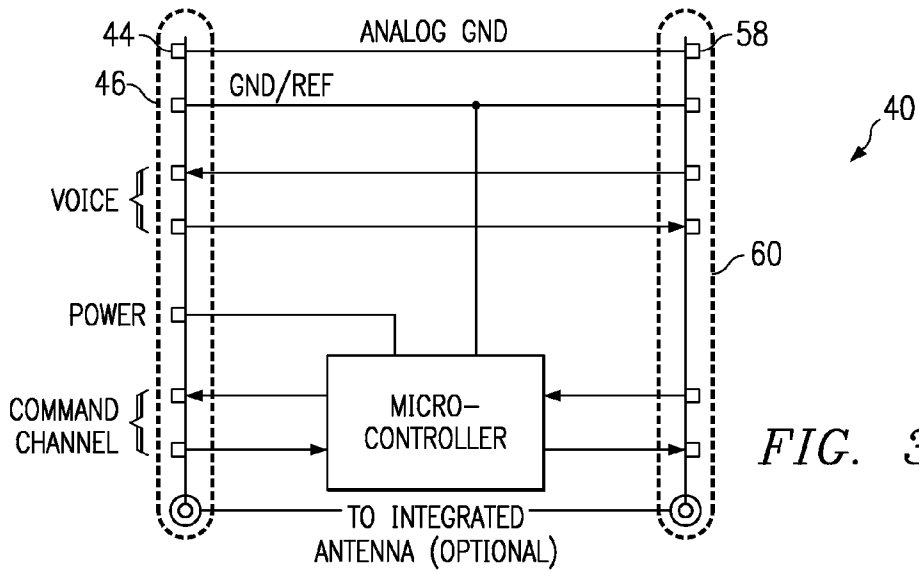 44
ANALOG GND
58
46
GND/REF
40
VOICE
60
POWER
COMMAND
CHANNEL
MICRO-
CONTROLLER
FIG. 3
TO INTEGRATED
ANTENNA (OPTIONAL)